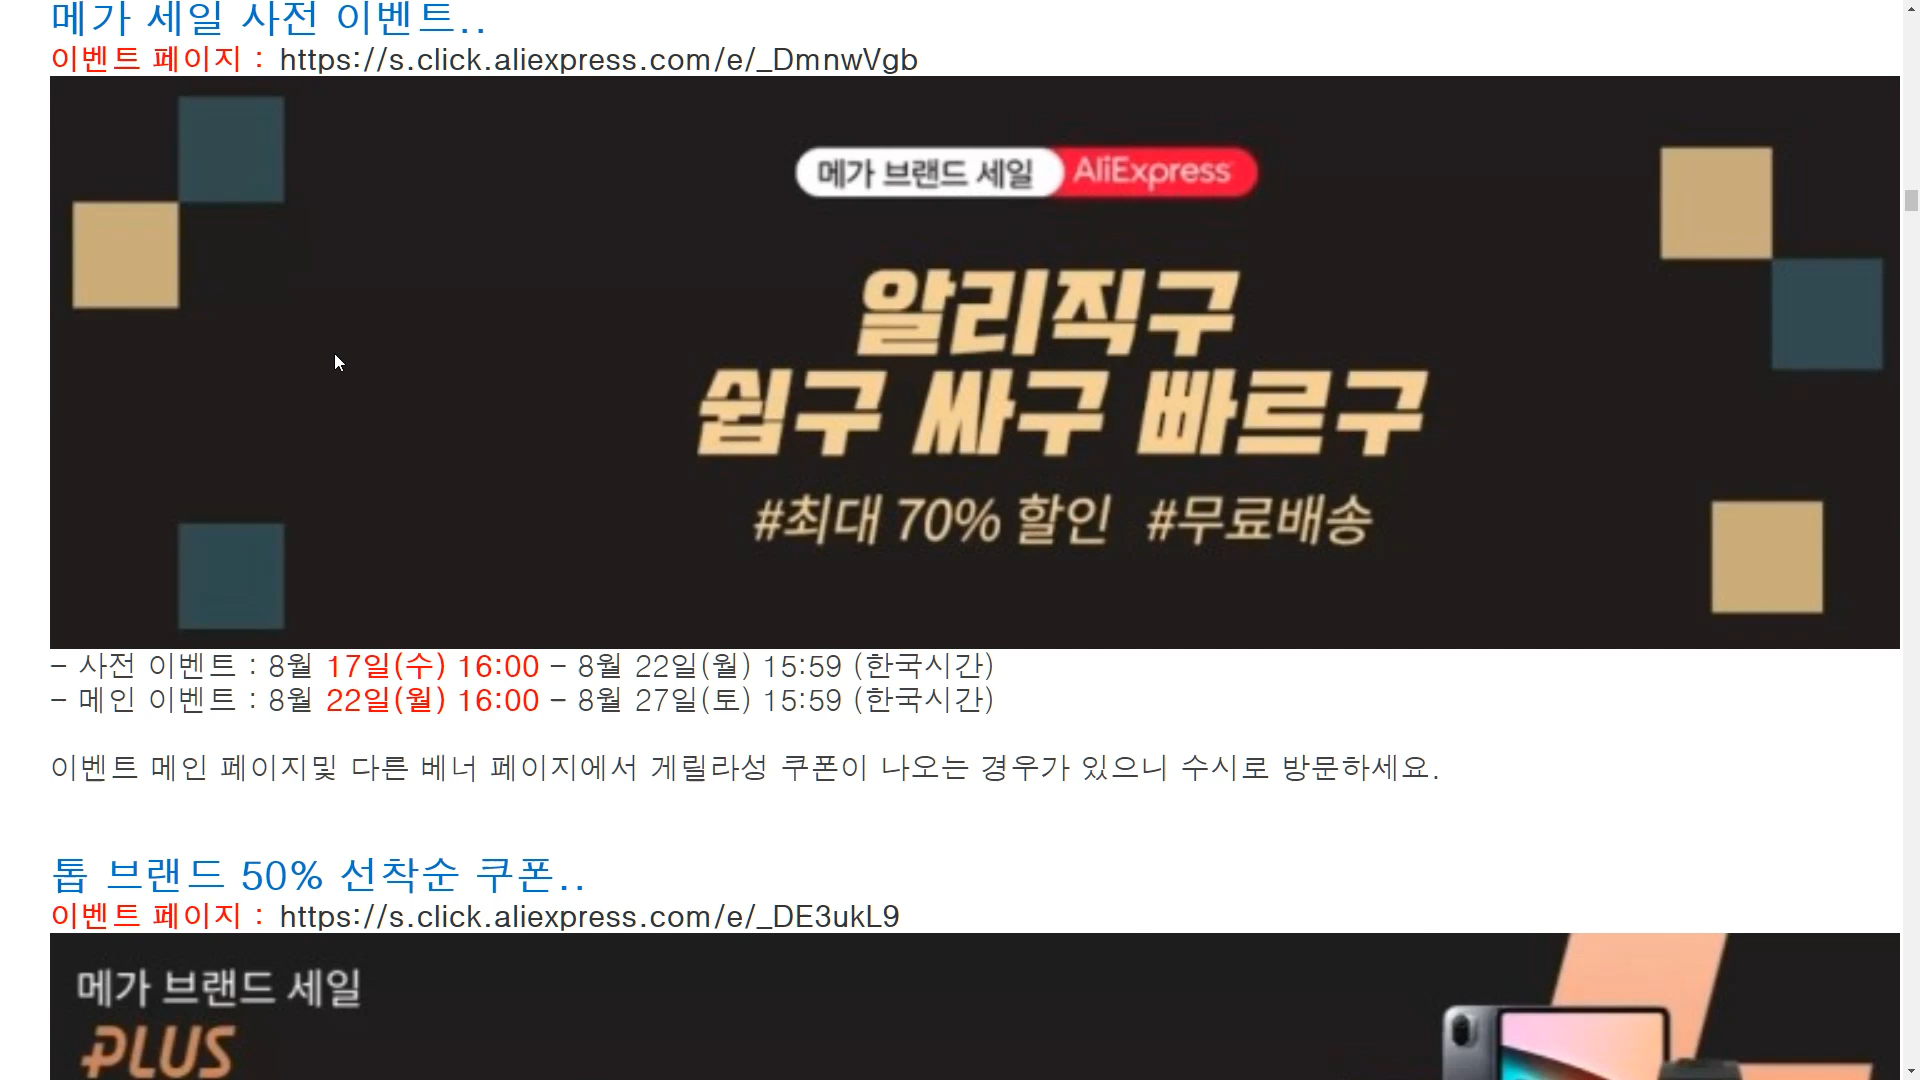 메가 세일 사전 이벤트..
이벤트 페이지 : https://s.click.aliexpress.com/e/_DmnwVgb
메가 브랜드 세일 AliExpress
알리직구
쉽구 싸구 빠르구
#최대 70% 할인 #무료배송
- 사전 이벤트 : 8월 17일(수) 16:00 - 8월 22일(월) 15:59 (한국시간)
- 메인 이벤트 : 8월 22일(월) 16:00 - 8월 27일(토) 15:59 (한국시간)
이벤트 메인 페이지및 다른 베너 페이지에서 게릴라성 쿠폰이 나오는 경우가 있으니 수시로 방문하세요.
톱 브랜드 50% 선착순 쿠폰..
이벤트 페이지 : https://s.click.aliexpress.com/e/_DE3ukL9
메가 브랜드 세일
PLUS